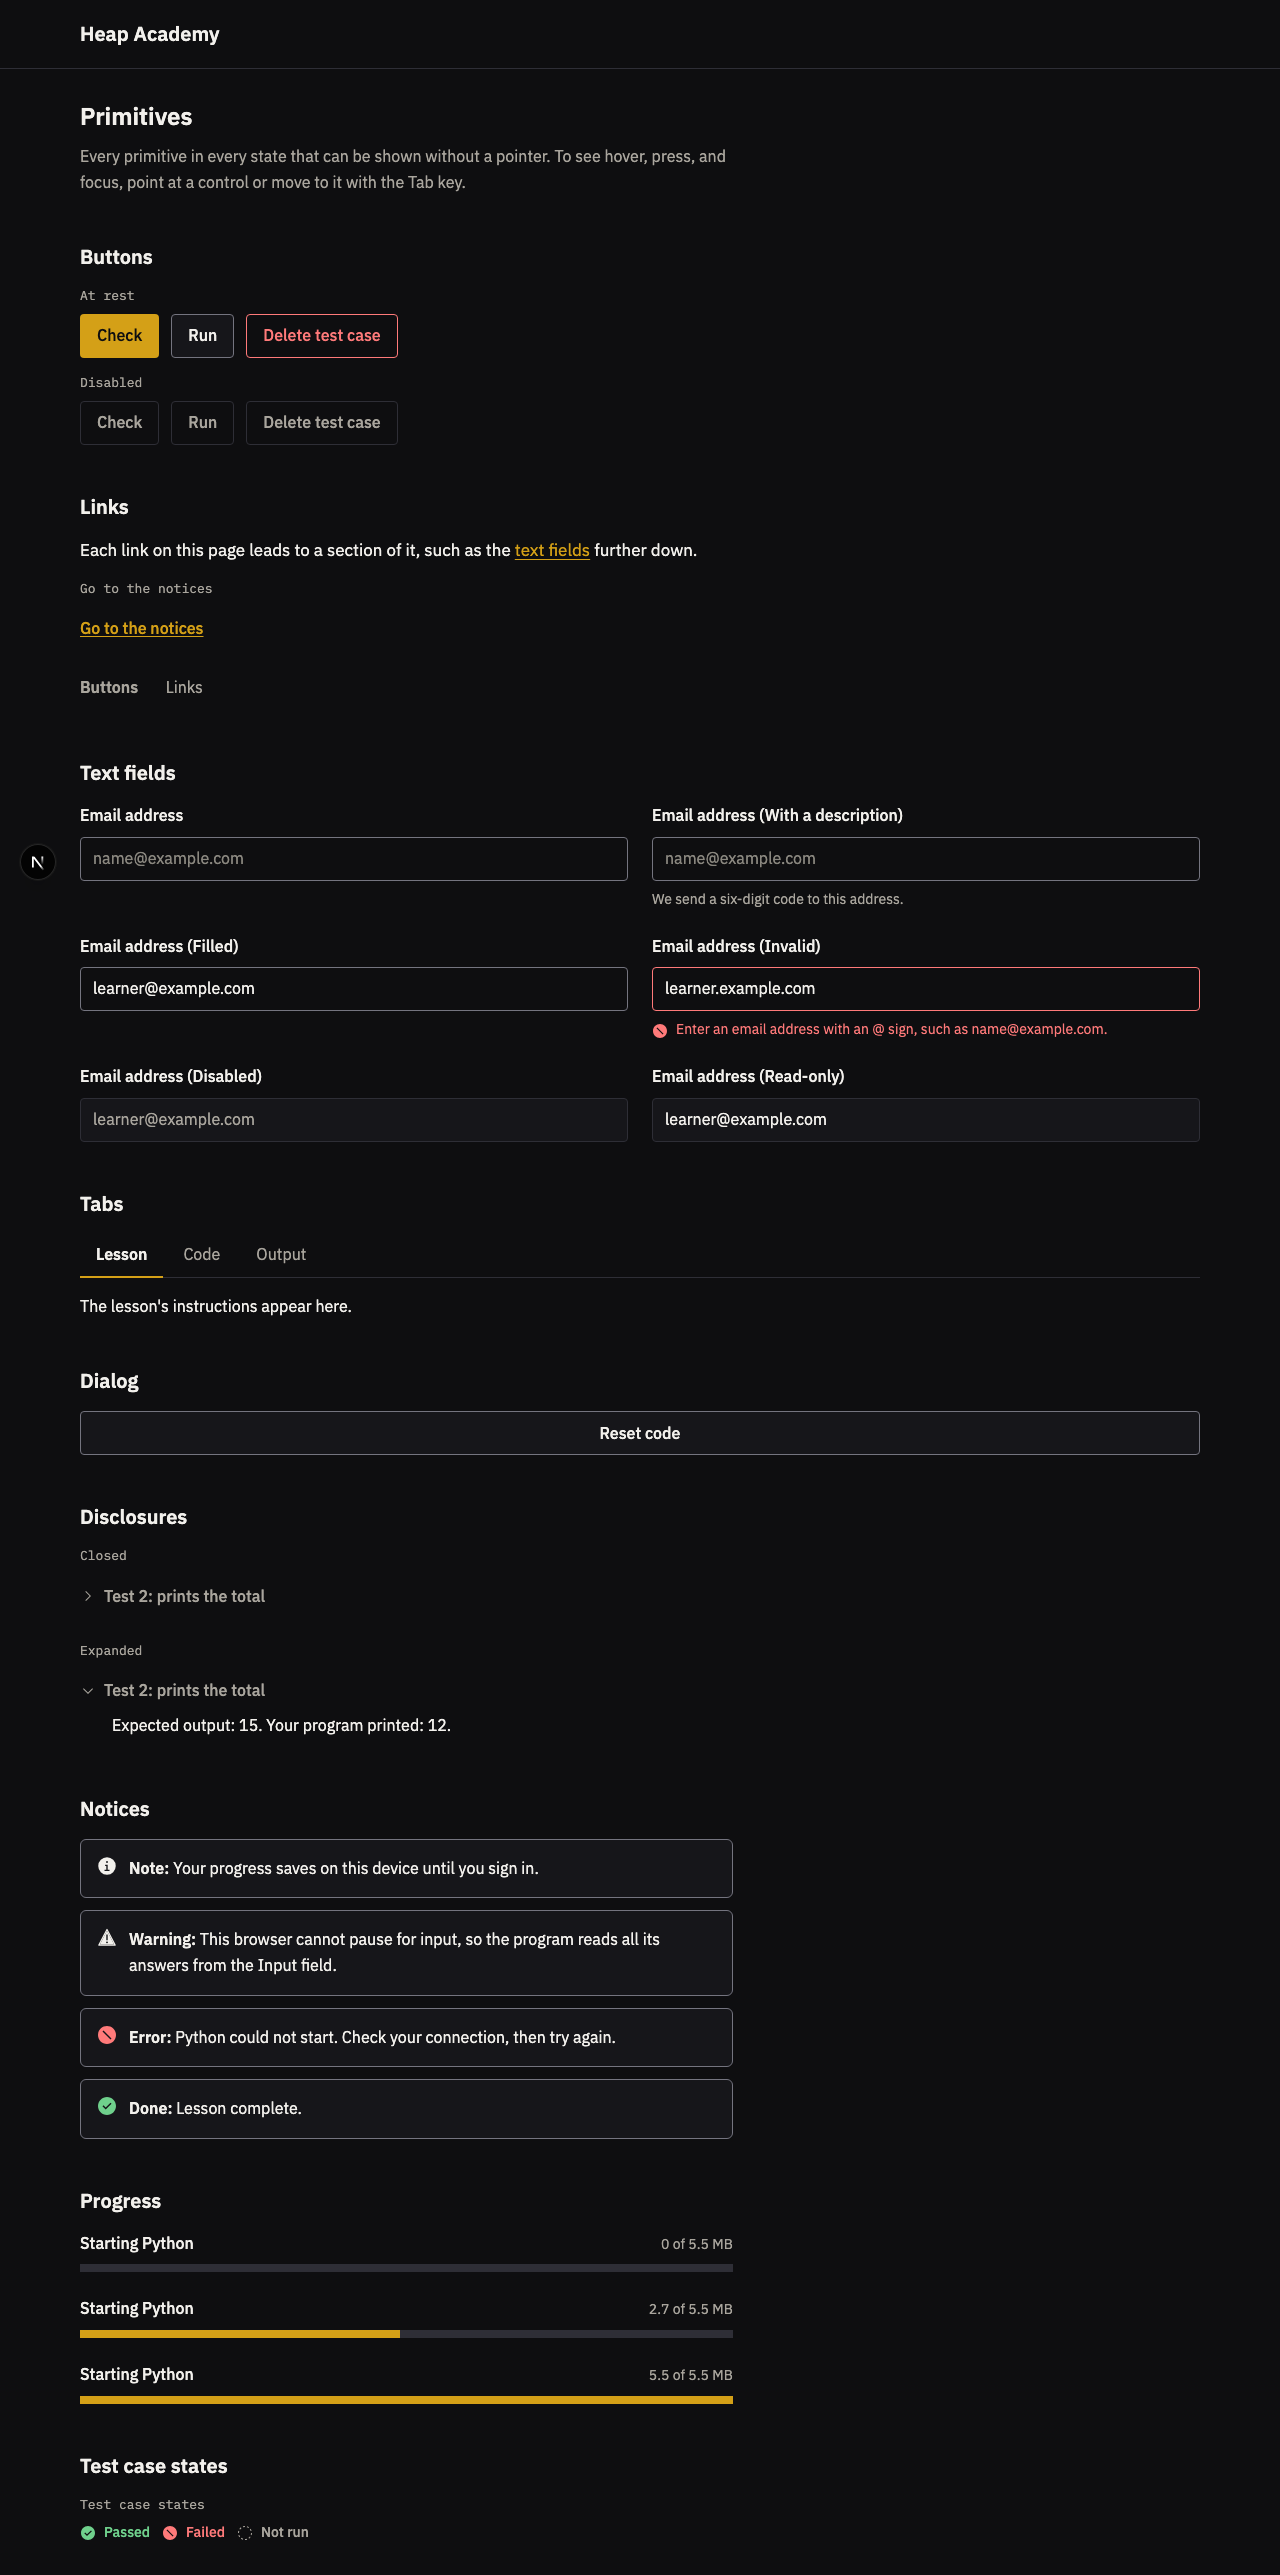 Heap Academy
Primitives
Every primitive in every state that can be shown without a pointer. To see hover, press, and
focus, point at a control or move to it with the Tab key.
Buttons
At rest
Check Run Delete test case
Disabled
Check Run Delete test case
Links
Each link on this page leads to a section of it, such as the text fields further down.
Go to the notices
Go to the notices
Buttons Links
Text fields
Email address Email address (With a description)
name@example.com name@example.com
N
We send a six-digit code to this address.
Email address (Filled) Email address (Invalid)
learner@example.com learner.example.com
Enter an email address with an @ sign, such as name@example.com.
Email address (Disabled) Email address (Read-only)
learner@example.com learner@example.com
Tabs
Lesson Code Output
The lesson's instructions appear here.
Dialog
Reset code
Disclosures
Closed
Test 2: prints the total
Expanded
Test 2: prints the total
Expected output: 15. Your program printed: 12.
Notices
Note: Your progress saves on this device until you sign in.
Warning: This browser cannot pause for input, so the program reads all its
answers from the Input field.
Error: Python could not start. Check your connection, then try again.
Done: Lesson complete.
Progress
Starting Python 0 of 5.5 MB
Starting Python 2.7 of 5.5 MB
Starting Python 5.5 of 5.5 MB
Test case states
Test case states
Passed Failed Not run